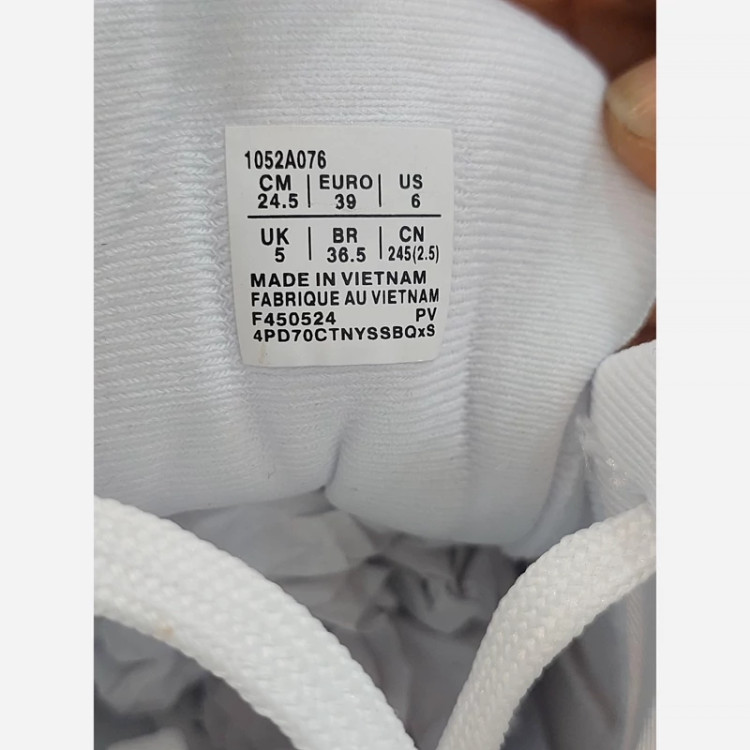 1052A076
CM | EURO | US
24.5 | 39 | 6
UK | BR | CN
5 | 36.5 | 245(2.5)
MADE IN VIETNAM
FABRIQUE AU VIETNAM
F450524 PV
4PD70CTNYSSBQxS